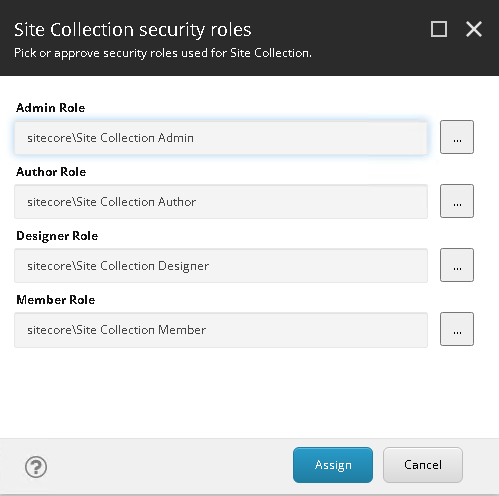 Site Collection security roles
Pick or approve security roles used for Site Collection.
Admin Role
sitecore\Site Collection Admin
...
Author Role
sitecore\Site Collection Author
...
Designer Role
sitecore\Site Collection Designer
...
Member Role
sitecore\Site Collection Member
...
?
Assign
Cancel